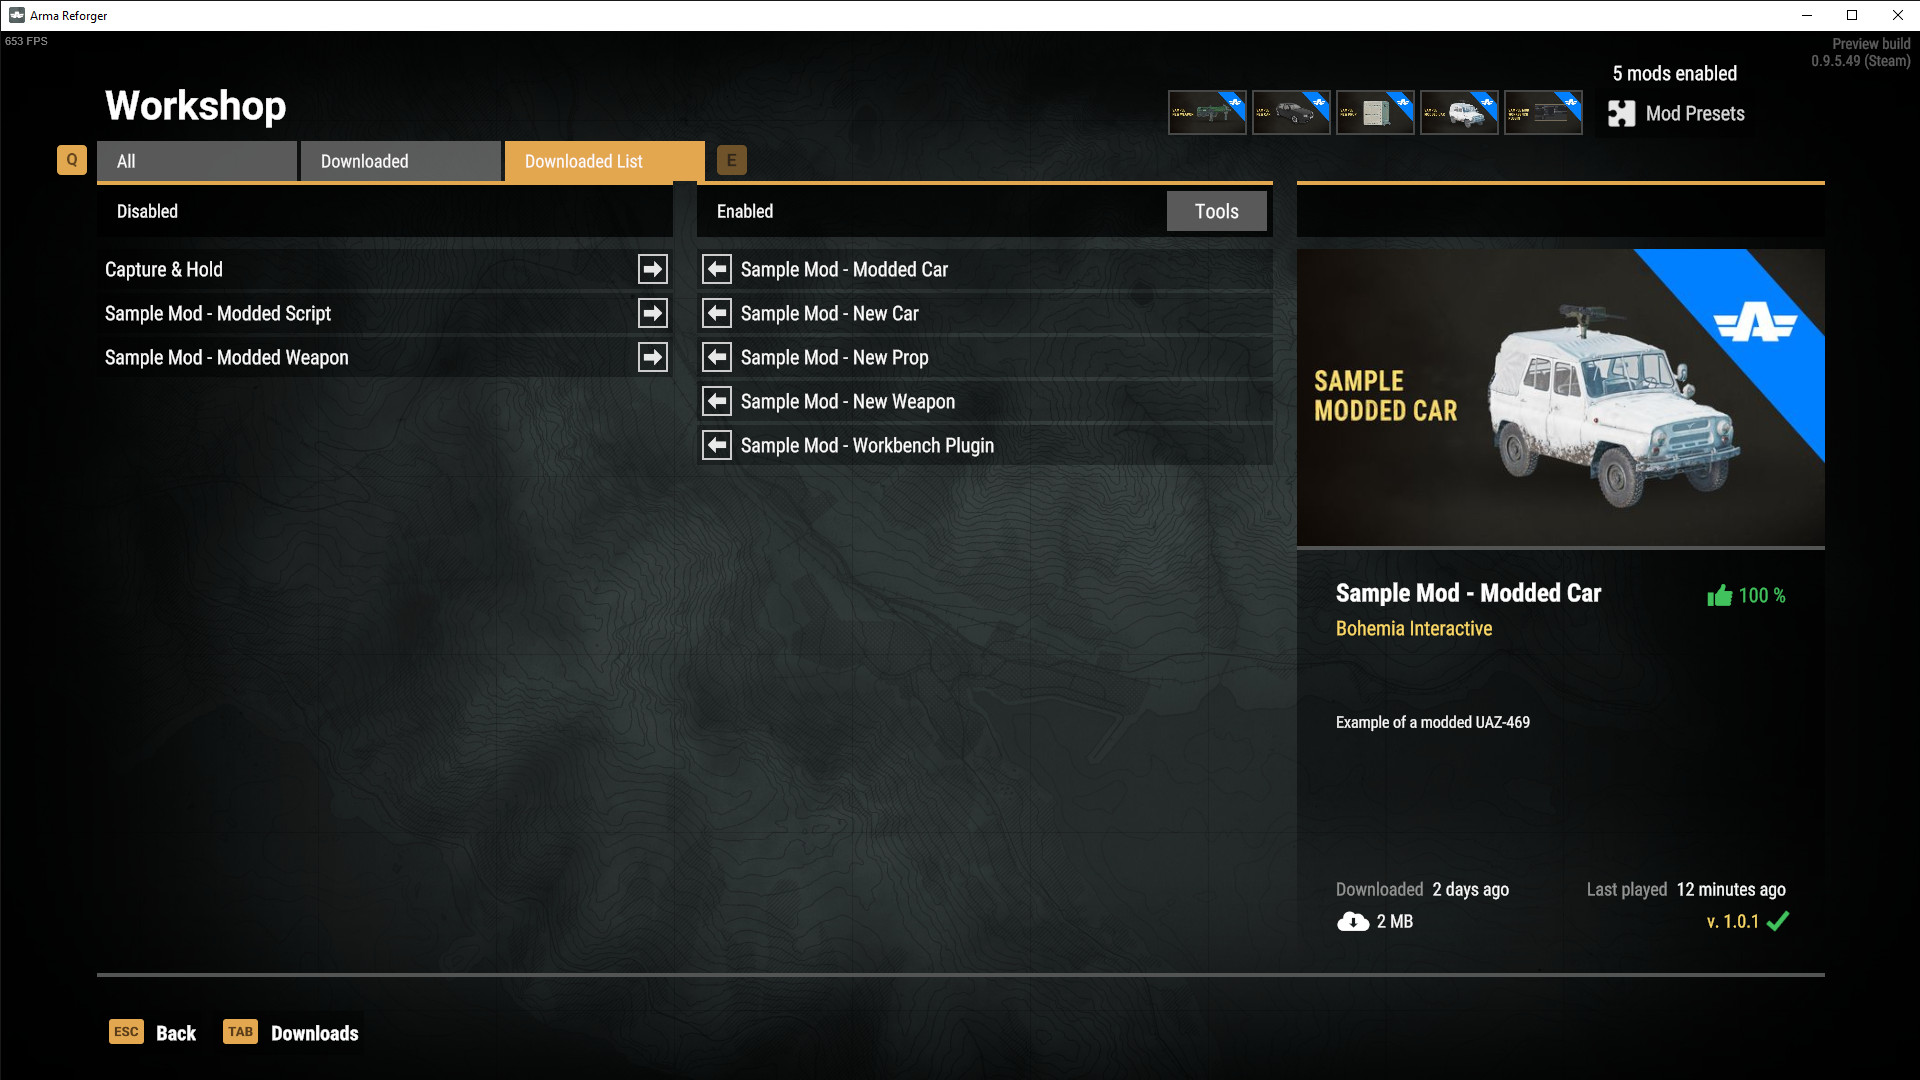 Arma Reforger
653 FPS
Preview build
0.9.5.49 (Steam)
Workshop
5 mods enabled
Mod Presets
Q
All
Downloaded
Downloaded List
E
Disabled
Enabled
Tools
Capture & Hold
Sample Mod - Modded Script
Sample Mod - Modded Weapon
Sample Mod - Modded Car
Sample Mod - New Car
Sample Mod - New Prop
Sample Mod - New Weapon
Sample Mod - Workbench Plugin
SAMPLE
MODDED CAR
Sample Mod - Modded Car
100 %
Bohemia Interactive
Example of a modded UAZ-469
Downloaded 2 days ago
Last played 12 minutes ago
2 MB
v. 1.0.1
ESC Back
TAB Downloads